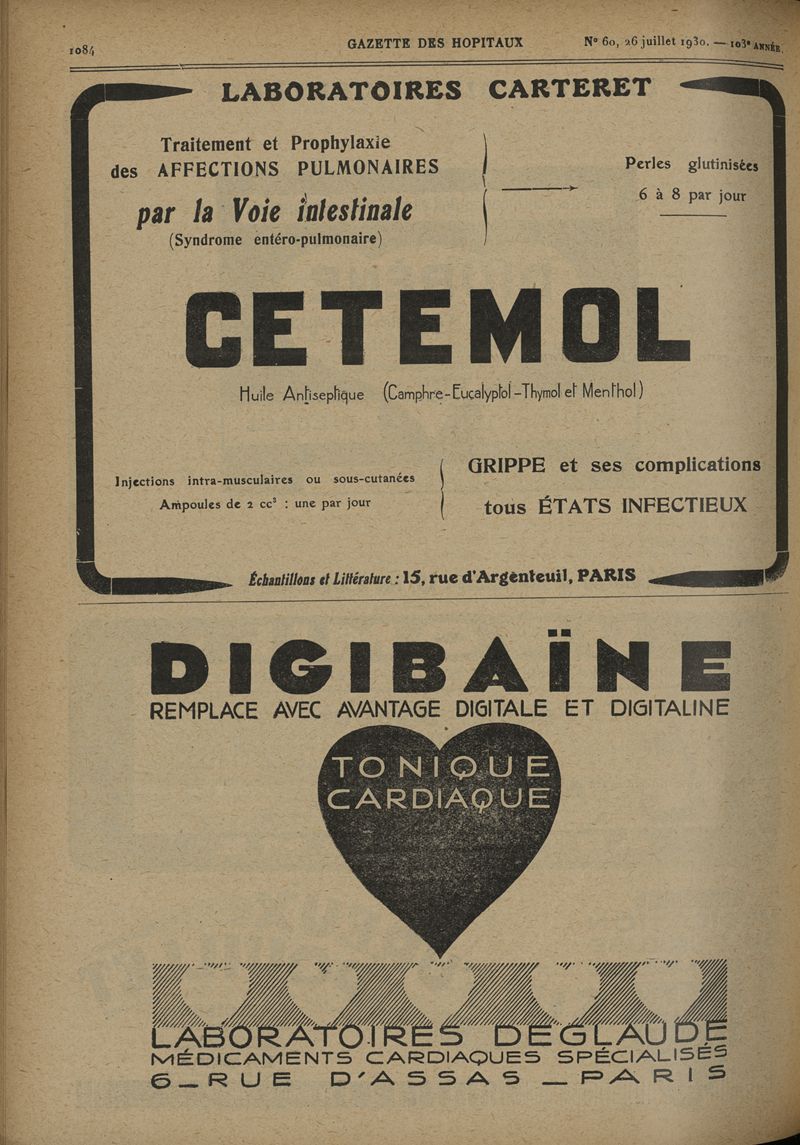 1084
GAZETTE DES HOPITAUX
N° 60, 26 juillet 1930. — 103e ANNÉE.
LABORATOIRES CARTERET
Traitement et Prophylaxie
des AFFECTIONS PULMONAIRES
par la Voie intestinale
(Syndrome entéro-pulmonaire)
Perles glutinisées
6 à 8 par jour
CETEMOL
Huile Antiseptique (Camphre-Eucalyptol-Thymol et Menthol)
Injections intra-musculaires ou sous-cutanées
Ampoules de 2 cc³ : une par jour
GRIPPE et ses complications
tous ÉTATS INFECTIEUX
Échantillons et Littérature : 15, rue d'Argenteuil, PARIS
DIGIBAÏNE
REMPLACE AVEC AVANTAGE DIGITALE ET DIGITALINE
TONIQUE
CARDIAQUE
LABORATOIRES DEGLAUDE
MÉDICAMENTS CARDIAQUES SPÉCIALISÉS
6_RUE D'ASSAS_PARIS